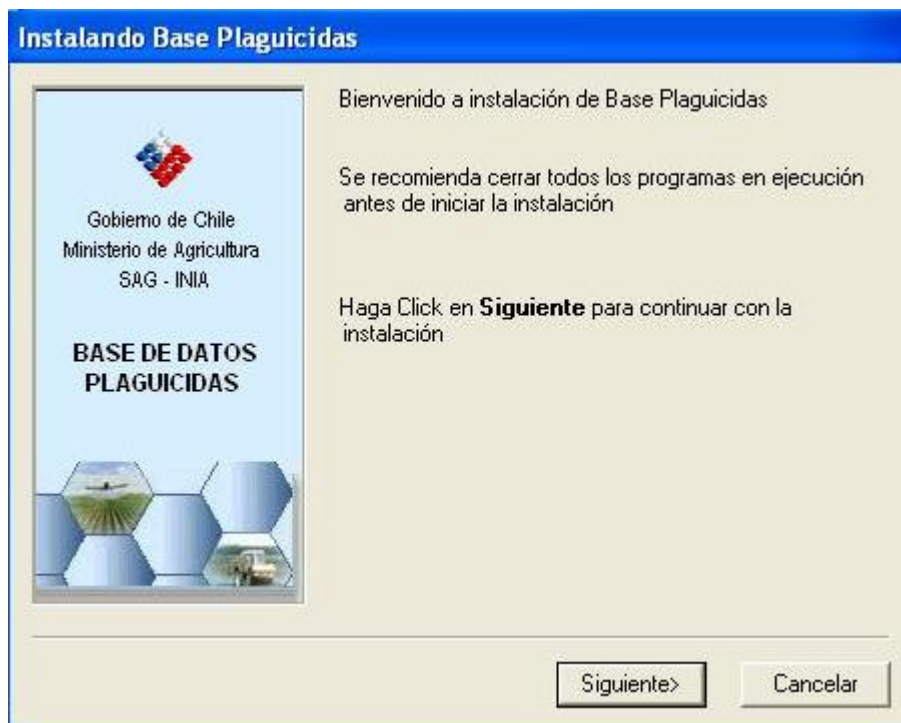 Instalando Base Plaguicidas
Gobierno de Chile
Ministerio de Agricultura
SAG - INIA
BASE DE DATOS
PLAGUICIDAS
Bienvenido a instalación de Base Plaguicidas
Se recomienda cerrar todos los programas en ejecución
antes de iniciar la instalación
Haga Click en Siguiente para continuar con la
instalación
Siguiente>
Cancelar